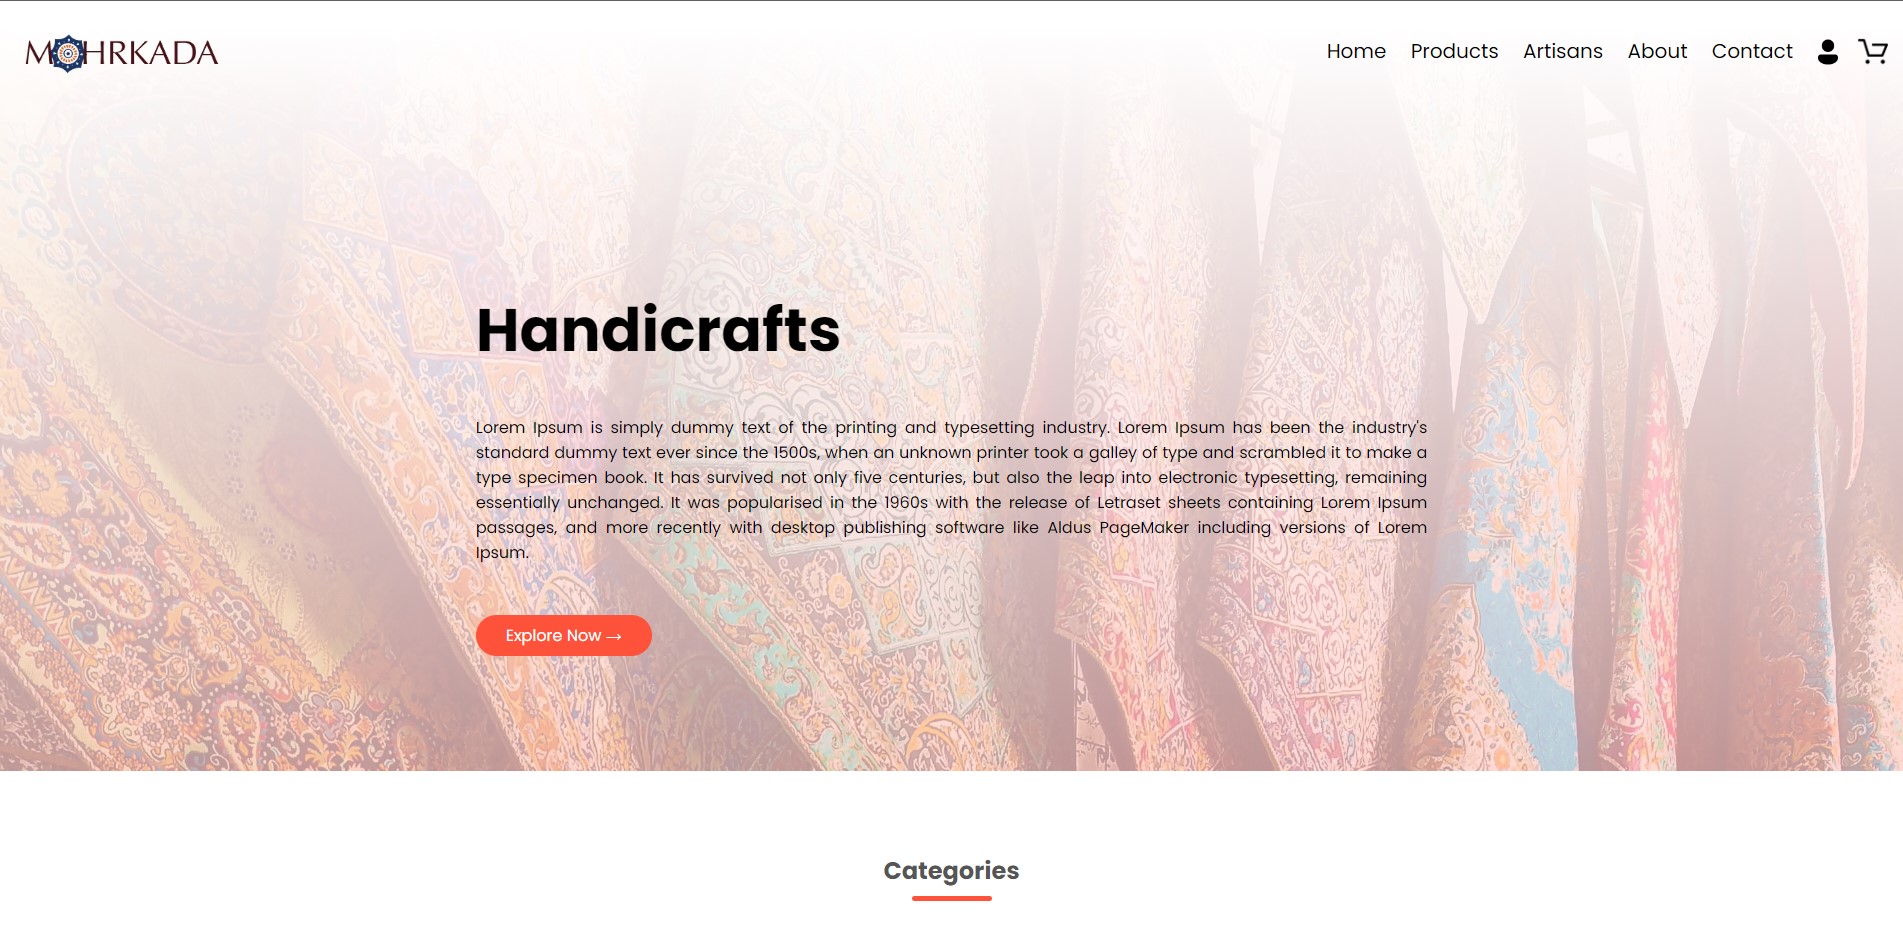 MOHRKADA
Home Products Artisans About Contact
Handicrafts
Lorem Ipsum is simply dummy text of the printing and typesetting industry. Lorem Ipsum has been the industry's
standard dummy text ever since the 1500s, when an unknown printer took a galley of type and scrambled it to make a
type specimen book. It has survived not only five centuries, but also the leap into electronic typesetting, remaining
essentially unchanged. It was popularised in the 1960s with the release of Letraset sheets containing Lorem Ipsum
passages, and more recently with desktop publishing software like Aldus PageMaker including versions of Lorem
Ipsum.
Explore Now →
Categories